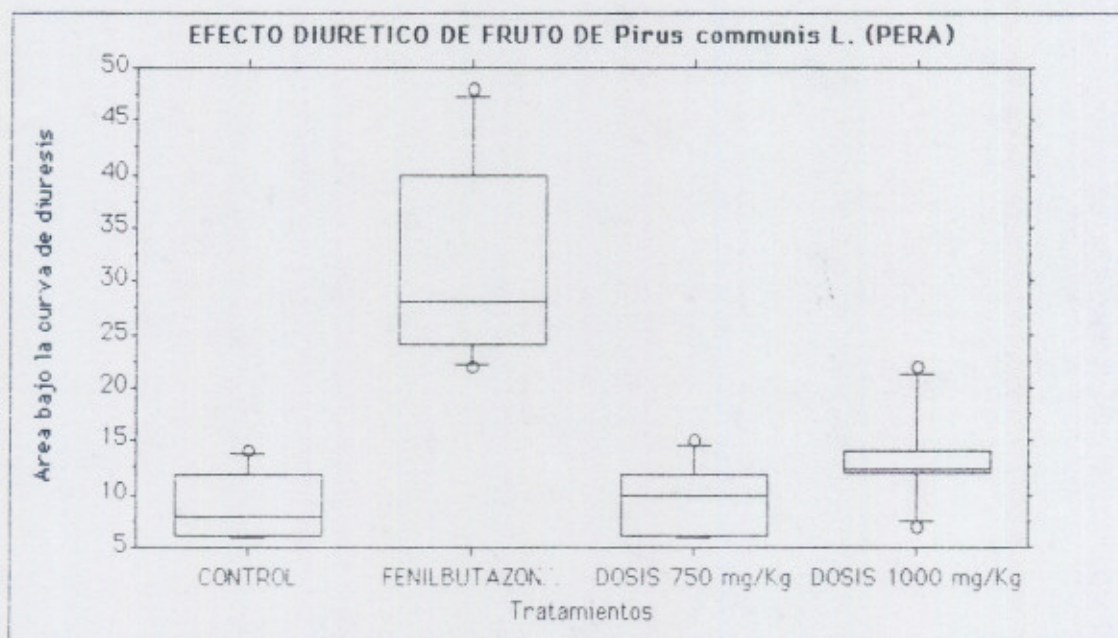 EFECTO DIURETICO DE FRUTO DE Pirus communis L. (PERA)
Area bajo la curva de diuresis
50
45
40
35
30
25
20
15
10
5
CONTROL FENILBUTAZON. DOSIS 750 mg/Kg DOSIS 1000 mg/Kg
Tratamientos